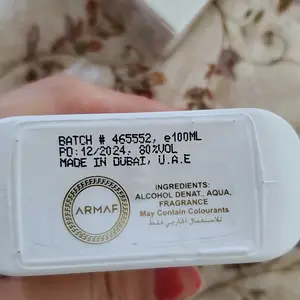 BATCH # 465552, e100ML
PD:12/2024, 80%VOL
MADE IN DUBAI, U.A.E
ARMAF
INGREDIENTS:
ALCOHOL DENAT., AQUA,
FRAGRANCE
May Contain Colourants
للاستعمال الخارجي فقط